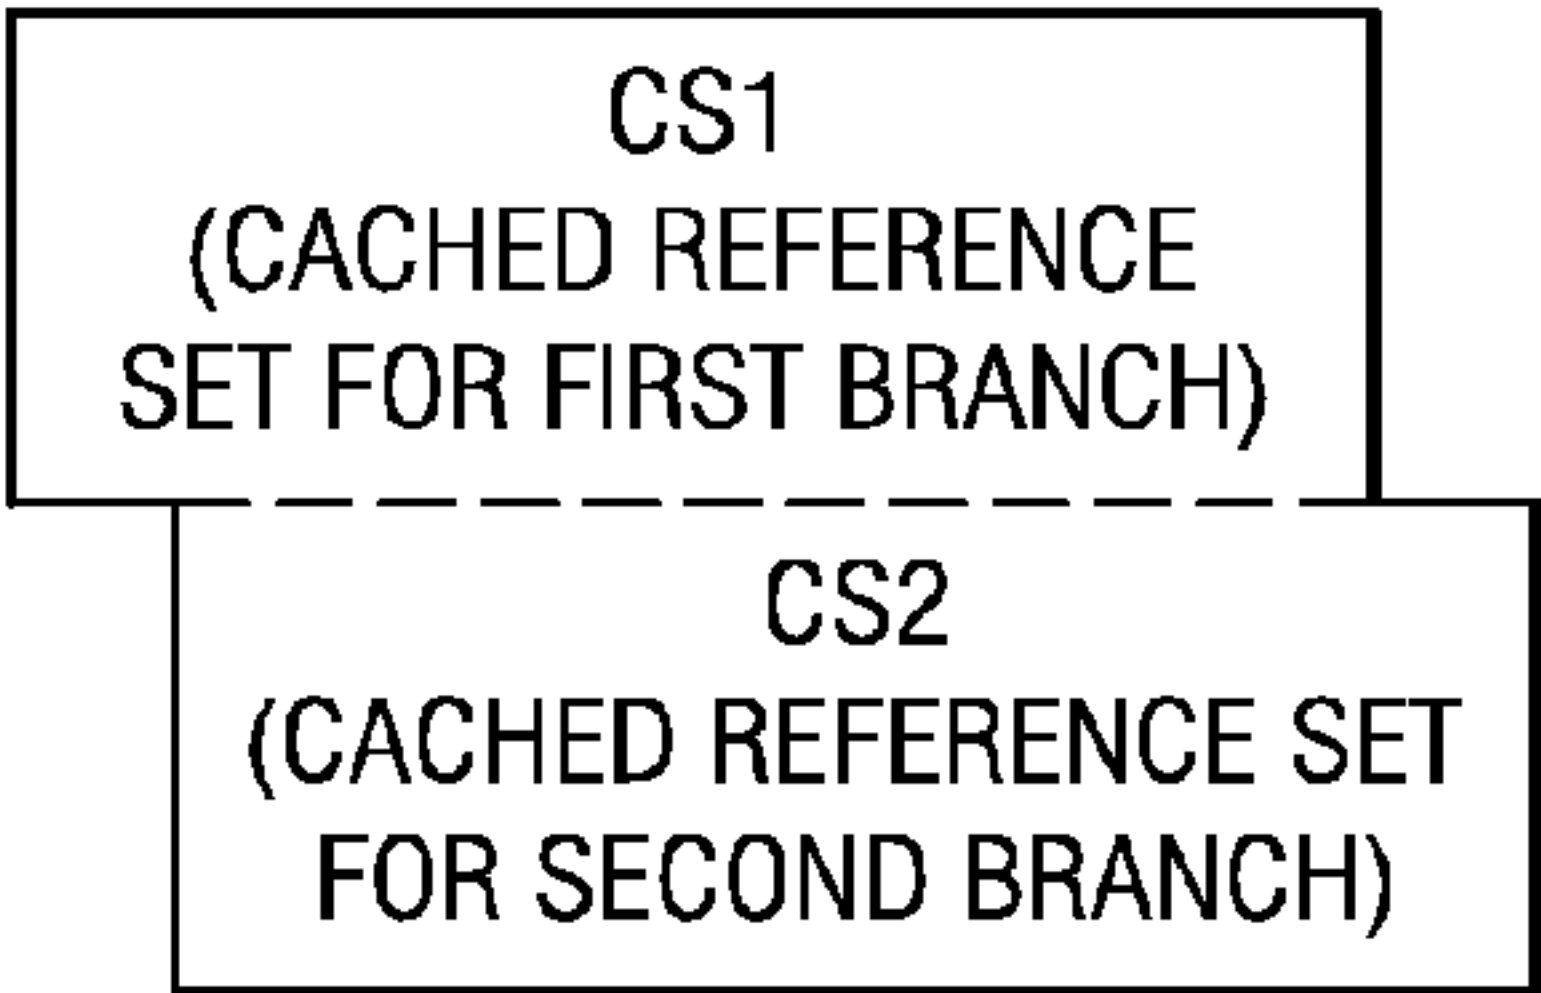 CS1
(CACHED REFERENCE
SET FOR FIRST BRANCH)
CS2
(CACHED REFERENCE SET
FOR SECOND BRANCH)